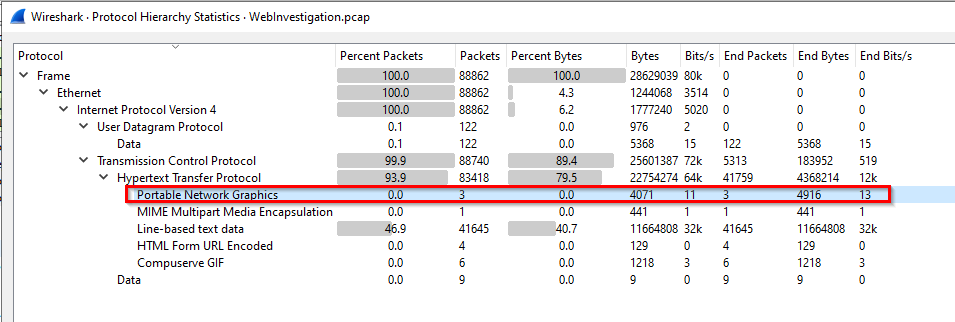 Wireshark · Protocol Hierarchy Statistics · WebInvestigation.pcap
Protocol Percent Packets Packets Percent Bytes Bytes Bits/s End Packets End Bytes End Bits/s
Frame 100.0 88862 100.0 28629039 80k 0 0 0
Ethernet 100.0 88862 4.3 1244068 3514 0 0 0
Internet Protocol Version 4 100.0 88862 6.2 1777240 5020 0 0 0
User Datagram Protocol 0.1 122 0.0 976 2 0 0 0
Data 0.1 122 0.0 5368 15 122 5368 15
Transmission Control Protocol 99.9 88740 89.4 25601387 72k 5313 183952 519
Hypertext Transfer Protocol 93.9 83418 79.5 22754274 64k 41759 4368214 12k
Portable Network Graphics 0.0 3 0.0 4071 11 3 4916 13
MIME Multipart Media Encapsulation 0.0 1 0.0 441 1 1 441 1
Line-based text data 46.9 41645 40.7 11664808 32k 41645 11664808 32k
HTML Form URL Encoded 0.0 4 0.0 129 0 4 129 0
Compuserve GIF 0.0 6 0.0 1218 3 6 1218 3
Data 0.0 9 0.0 9 0 9 9 0